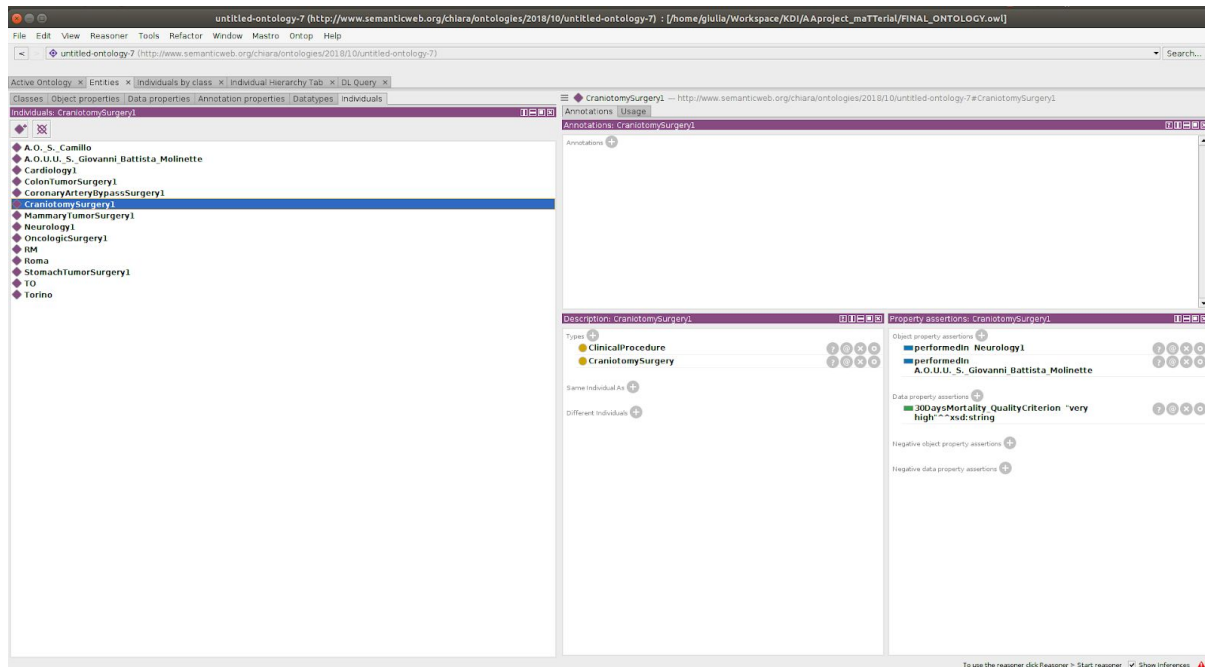 untitled-ontology-7 (http://www.semanticweb.org/chiara/ontologies/2018/10/untitled-ontology-7) : [/home/giulia/Workspace/KDI/AAproject_maTTerial/FINAL_ONTOLOGY.owl]
File Edit View Reasoner Tools Refactor Window Mastro Ontop Help
< > untitled-ontology-7 (http://www.semanticweb.org/chiara/ontologies/2018/10/untitled-ontology-7) Search...
Active Ontology × Entities × Individuals by class × Individual Hierarchy Tab × DL Query ×
Classes Object properties Data properties Annotation properties Datatypes Individuals
Individuals: CraniotomySurgery1
A.O._S._Camillo
A.O.U.U._S._Giovanni_Battista_Molinette
Cardiology1
ColonTumorSurgery1
CoronaryArteryBypassSurgery1
CraniotomySurgery1
MammaryTumorSurgery1
Neurology1
OncologicSurgery1
RM
Roma
StomachTumorSurgery1
TO
Torino
CraniotomySurgery1 — http://www.semanticweb.org/chiara/ontologies/2018/10/untitled-ontology-7#CraniotomySurgery1
Annotations Usage
Annotations: CraniotomySurgery1
Annotations
Description: CraniotomySurgery1
Types
ClinicalProcedure
CraniotomySurgery
Same Individual As
Different Individuals
Property assertions: CraniotomySurgery1
Object property assertions
performedIn Neurology1
performedIn
A.O.U.U._S._Giovanni_Battista_Molinette
Data property assertions
30DaysMortality_QualityCriterion "very
high"^^xsd:string
Negative object property assertions
Negative data property assertions
To use the reasoner click Reasoner > Start reasoner Show Inferences